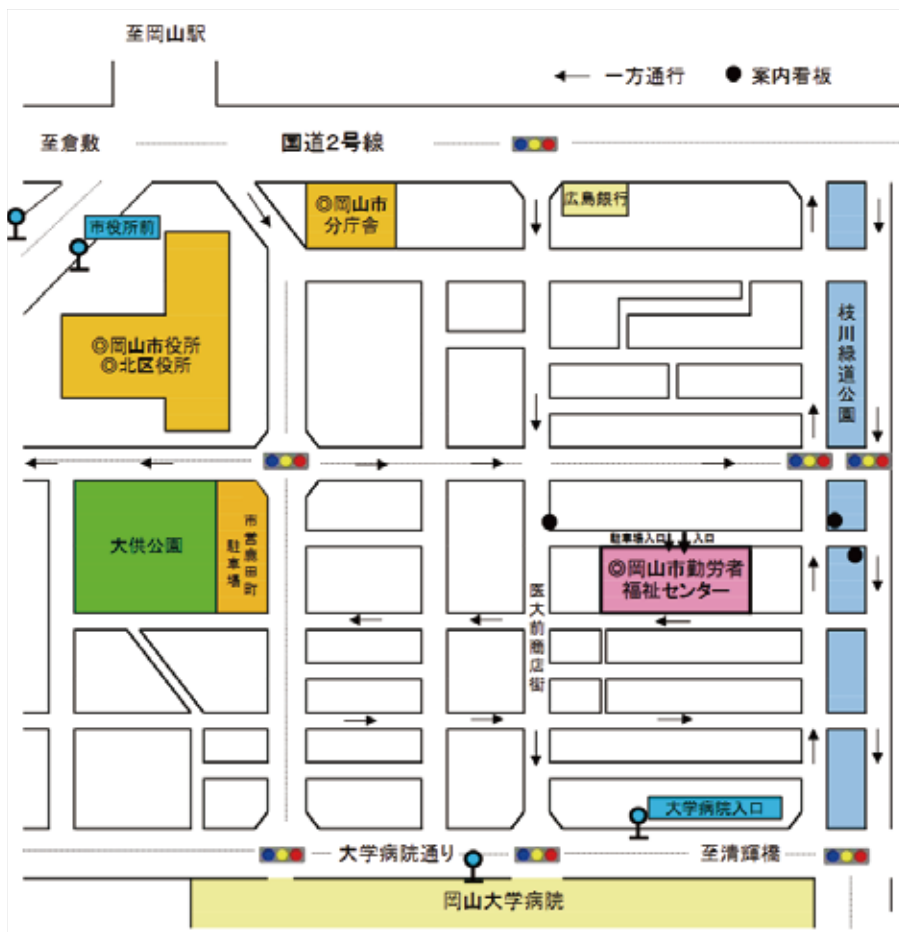 至岡山駅
一方通行
案内看板
至倉敷
国道2号線
◎岡山市
分庁舎
広島銀行
市役所前
◎岡山市役所
◎北区役所
枝川緑道公園
大供公園
市営鹿田町
駐車場
駐車場入口
入口
◎岡山市勤労者
福祉センター
医大前商店街
大学病院入口
大学病院通り
至清輝橋
岡山大学病院